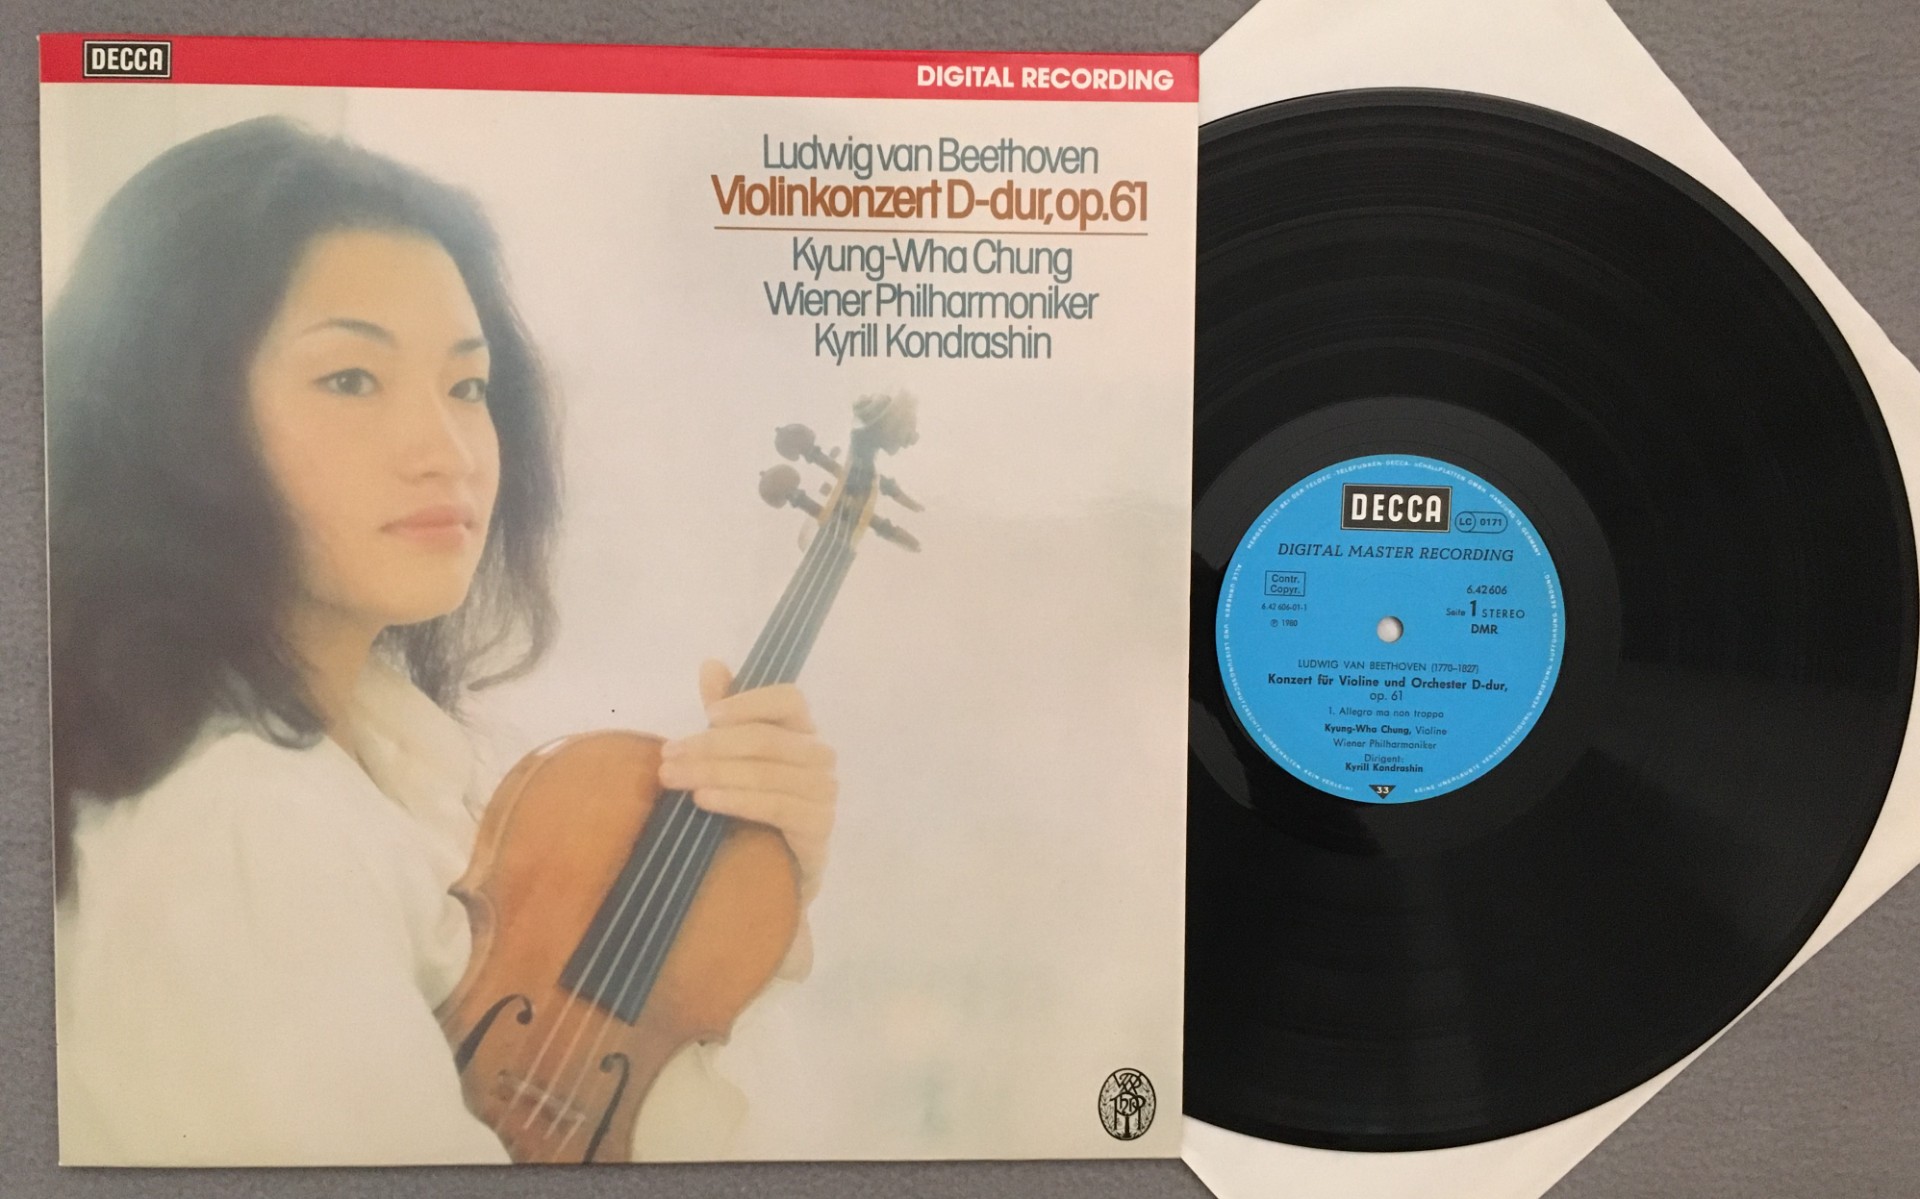 DECCA
DIGITAL RECORDING
Ludwig van Beethoven
Violinkonzert D-dur, op. 61
Kyung-Wha Chung
Wiener Philharmoniker
Kyrill Kondrashin
DECCA
LC 0171
DIGITAL MASTER RECORDING
Contr.
Copyr.
6.42 606-01-1
℗ 1980
6.42606
Seite 1 STEREO
DMR
LUDWIG VAN BEETHOVEN (1770–1827)
Konzert für Violine und Orchester D-dur,
op. 61
1. Allegro ma non troppo
Kyung-Wha Chung, Violine
Wiener Philharmoniker
Dirigent:
Kyrill Kondrashin
33